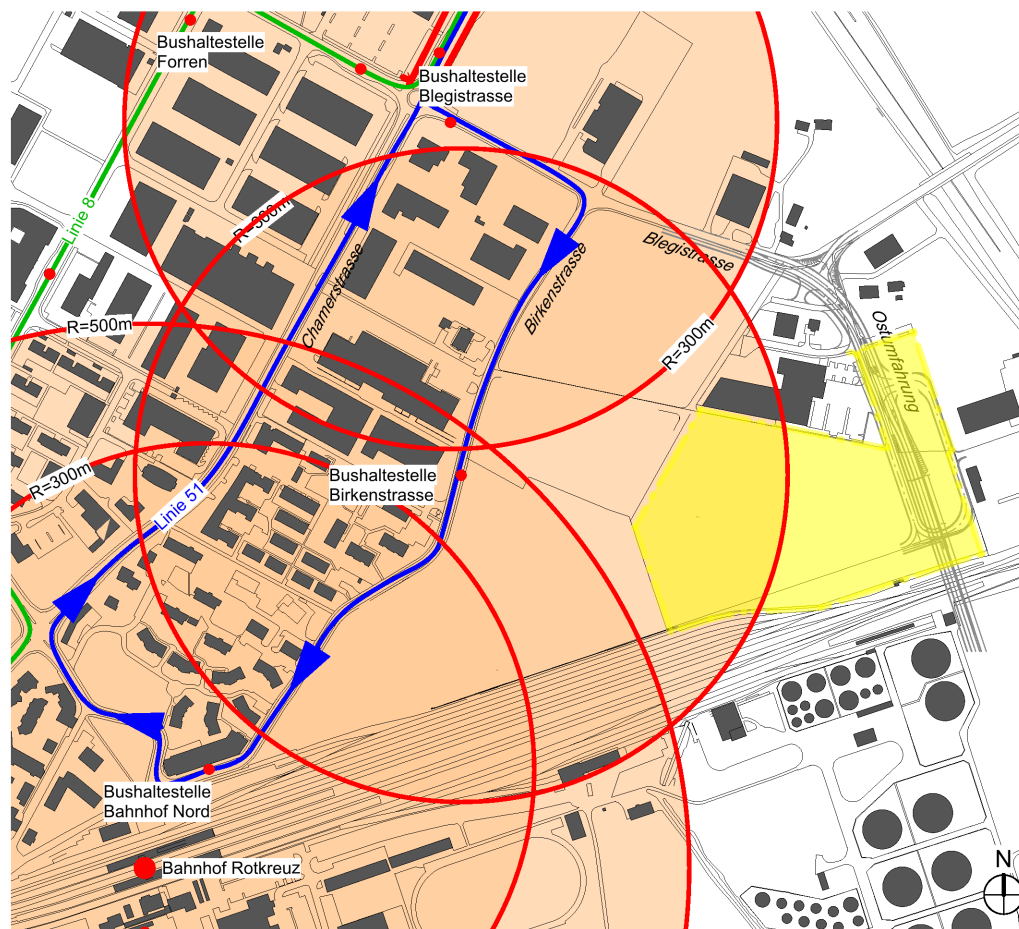 Bushaltestelle
Forren
Bushaltestelle
Blegistrasse
Linie 8
R=300m
Chamerstrasse
Birkenstrasse
Blegistrasse
R=500m
R=300m
Ostumfahrung
R=300m
Linie 51
Bushaltestelle
Birkenstrasse
Bushaltestelle
Bahnhof Nord
Bahnhof Rotkreuz
N